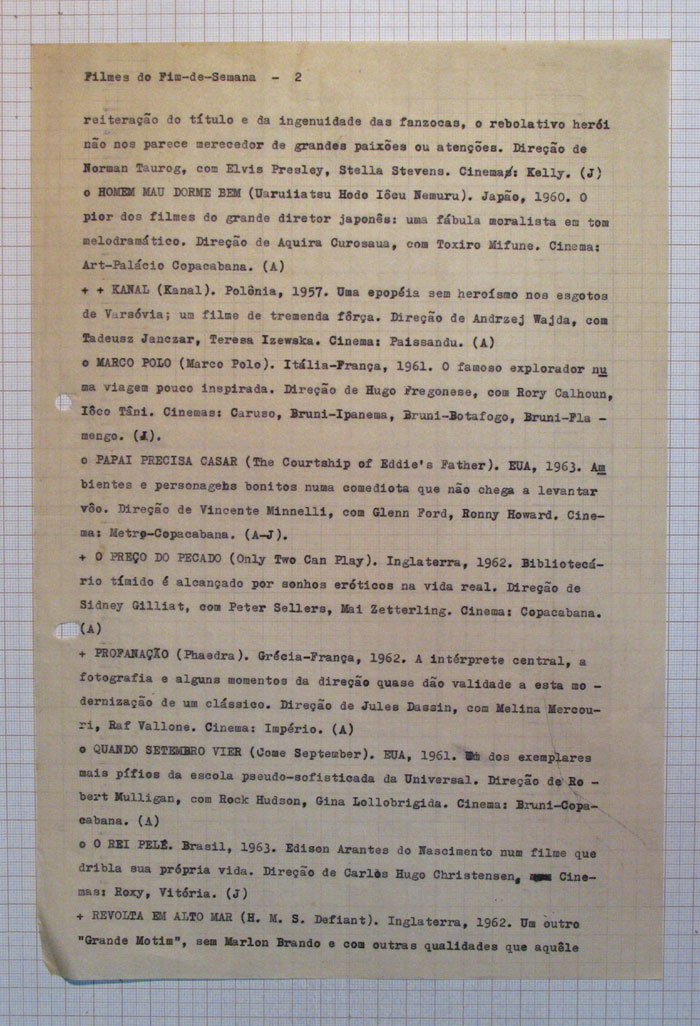 Filmes do Fim-de-Semana - 2
reiteração do título e da ingenuidade das fanzocas, o rebolativo herói
não nos parece merecedor de grandes paixões ou atenções. Direção de
Norman Taurog, com Elvis Presley, Stella Stevens. Cinema: Kelly. (J)
o HOMEM MAU DORME BEM (Uaruiiatsu Hodo Iôcu Nemuru). Japão, 1960. O
pior dos filmes do grande diretor japonês: uma fábula moralista em tom
melodramático. Direção de Aquira Curosaua, com Toxiro Mifune. Cinema:
Art-Palácio Copacabana. (A)
+ + KANAL (Kanal). Polônia, 1957. Uma epopéia sem heroísmo nos esgotos
de Varsóvia; um filme de tremenda fôrça. Direção de Andrzej Wajda, com
Tadeusz Janczar, Teresa Izewska. Cinema: Paissandu. (A)
o MARCO POLO (Marco Polo). Itália-França, 1961. O famoso explorador nu
ma viagem pouco inspirada. Direção de Hugo Fregonese, com Rory Calhoun,
Iôco Tâni. Cinemas: Caruso, Bruni-Ipanema, Bruni-Botafogo, Bruni-Fla -
mengo. (J).
o PAPAI PRECISA CASAR (The Courtship of Eddie's Father). EUA, 1963. Am
bientes e personagens bonitos numa comediota que não chega a levantar
vôo. Direção de Vincente Minnelli, com Glenn Ford, Ronny Howard. Cine-
ma: Metro-Copacabana. (A-J).
+ O PREÇO DO PECADO (Only Two Can Play). Inglaterra, 1962. Bibliotecá-
rio tímido é alcançado por sonhos eróticos na vida real. Direção de
Sidney Gilliat, com Peter Sellers, Mai Zetterling. Cinema: Copacabana.
(A)
+ PROFANAÇÃO (Phaedra). Grécia-França, 1962. A intérprete central, a
fotografia e alguns momentos da direção quase dão validade a esta mo -
dernização de um clássico. Direção de Jules Dassin, com Melina Mercou-
ri, Raf Vallone. Cinema: Império. (A)
o QUANDO SETEMBRO VIER (Come September). EUA, 1961. Um dos exemplares
mais pífios da escola pseudo-sofisticada da Universal. Direção de Ro -
bert Mulligan, com Rock Hudson, Gina Lollobrigida. Cinema: Bruni-Copa-
cabana. (A)
o O REI PELÉ. Brasil, 1963. Edison Arantes do Nascimento num filme que
dribla sua própria vida. Direção de Carlos Hugo Christensen, Cine-
mas: Roxy, Vitória. (J)
+ REVOLTA EM ALTO MAR (H. M. S. Defiant). Inglaterra, 1962. Um outro
"Grande Motim", sem Marlon Brando e com outras qualidades que aquêle